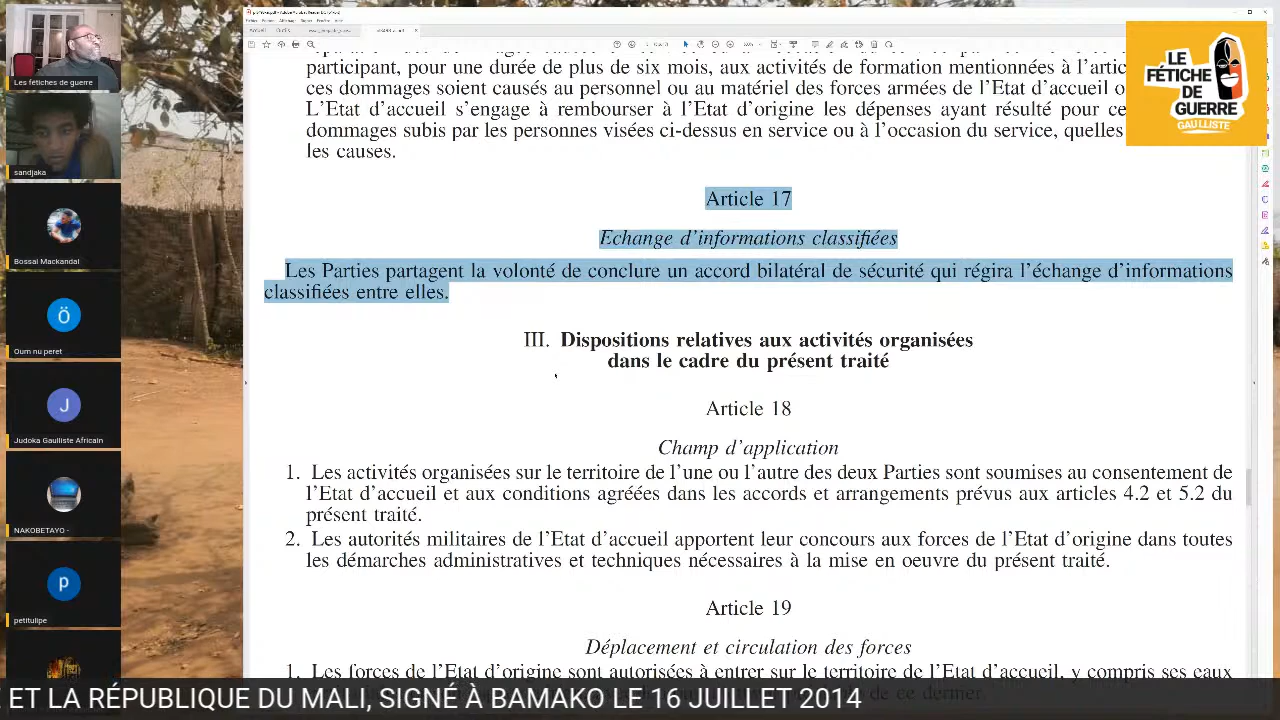 Les fétiches de guerre
sandjaka
Bossal Mackandal
Ö
Oum nu peret
J
Judoka Gaulliste Africain
NAKOBETAYO -
p
petitulipe
LE
FÉTICHE
DE
GUERRE
GAULLISTE
participant, pour une durée de plus de six mois, aux activités de formation mentionnées à l'artic
ces dommages soient causés au personnel ou au matériel des forces armées de l'Etat d'accueil o
L'Etat d'accueil s'engage à rembourser à l'Etat d'origine les dépenses ayant résulté pour ce
dommages subis par les personnes visées ci-dessus en service ou à l'occasion du service, quelles
les causes.
Article 17
Echange d'informations classifiées
Les Parties partagent la volonté de conclure un accord bilatéral de sécurité qui régira l'échange d'informations
classifiées entre elles.
III. Dispositions relatives aux activités organisées
dans le cadre du présent traité
Article 18
Champ d'application
1. Les activités organisées sur le territoire de l'une ou l'autre des deux Parties sont soumises au consentement de
l'Etat d'accueil et aux conditions agréées dans les accords et arrangements prévus aux articles 4.2 et 5.2 du
présent traité.
2. Les autorités militaires de l'Etat d'accueil apportent leur concours aux forces de l'Etat d'origine dans toutes
les démarches administratives et techniques nécessaires à la mise en oeuvre du présent traité.
Article 19
Déplacement et circulation des forces
1. Les forces de l'Etat d'origine sont autorisées à entrer sur le territoire de l'Etat d'accueil, y compris ses eaux
de ce dernier.
ET LA RÉPUBLIQUE DU MALI, SIGNÉ À BAMAKO LE 16 JUILLET 2014